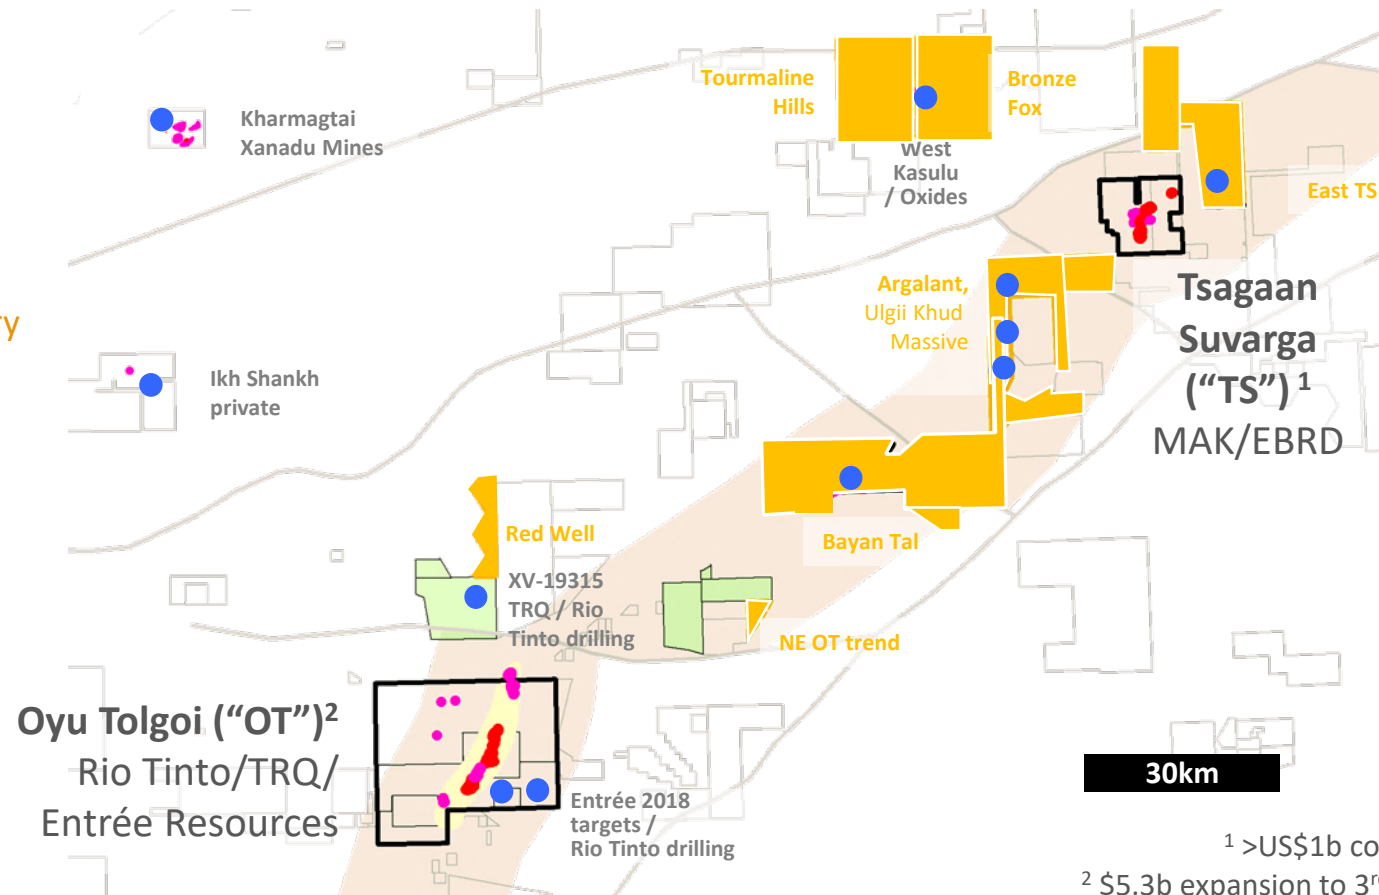 Tourmaline
Hills
Bronze
Fox
Kharmagtai
Xanadu Mines
West
Kasulu
/ Oxides
East TS
Argalant,
Ulgii Khud
Massive
Tsagaan
Suvarga
(“TS”) 1
MAK/EBRD
ry
Ikh Shankh
private
Red Well
Bayan Tal
XV-19315
TRQ / Rio
Tinto drilling
NE OT trend
Oyu Tolgoi (“OT”)2
Rio Tinto/TRQ/
Entrée Resources
Entrée 2018
targets /
Rio Tinto drilling
30km
1 >US$1b co
2 $5.3b expansion to 3r